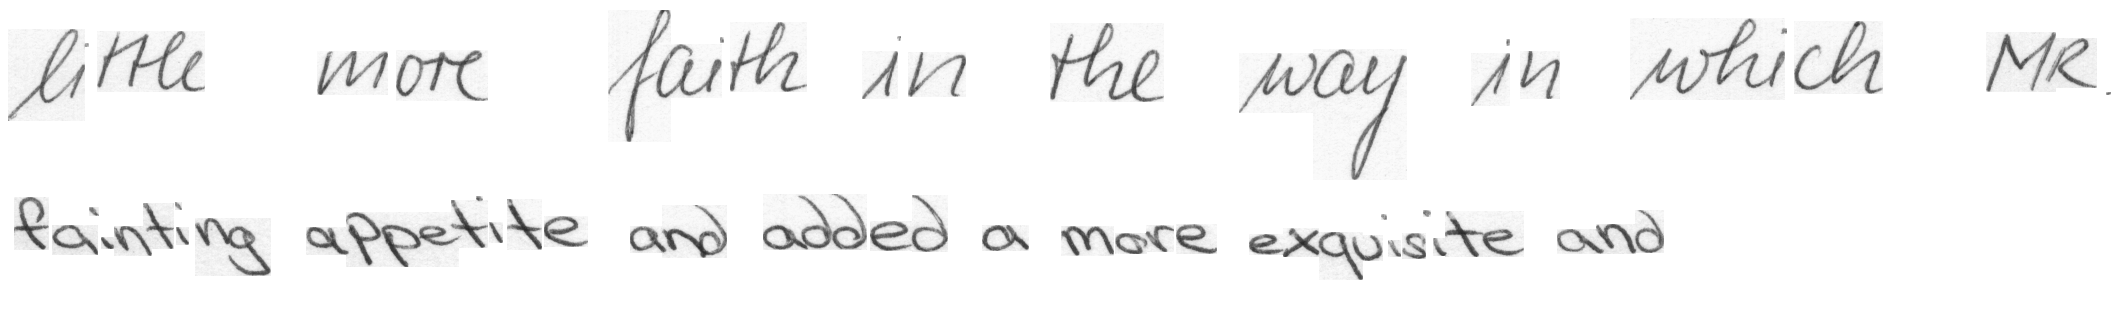 little more faith in the way in which MR.
fainting appetite and added a more exquisite and